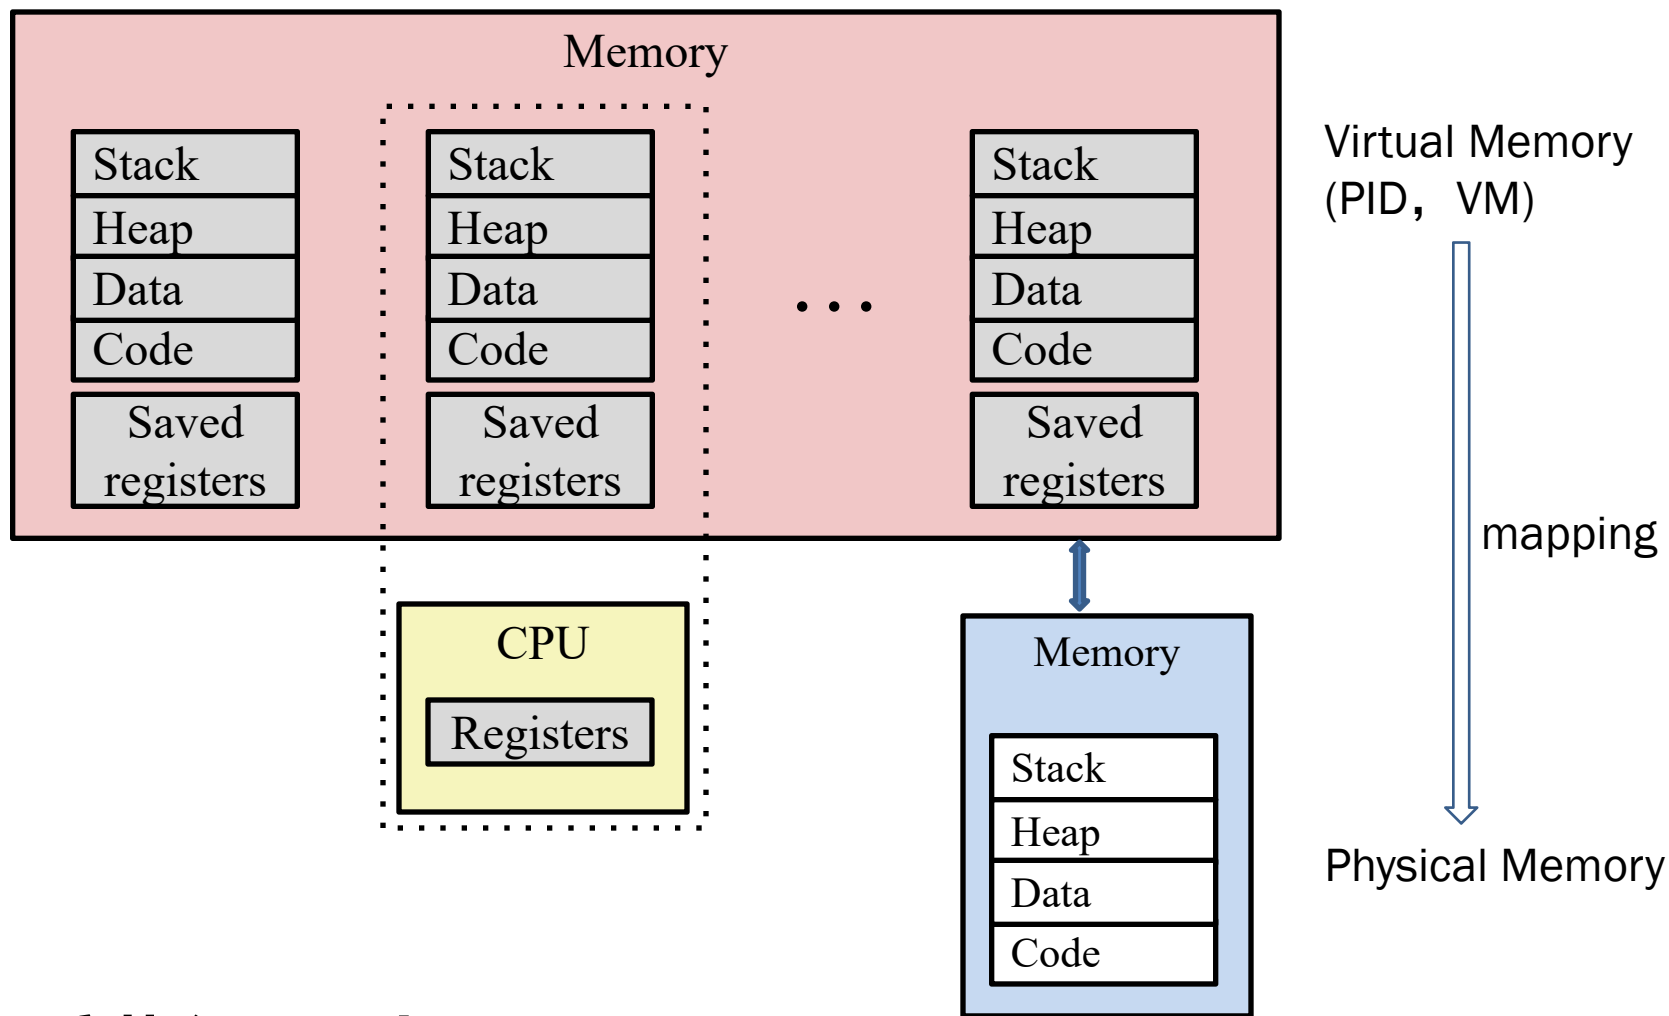 Memory
Stack
Heap
Data
Code
Saved
registers
Stack
Heap
Data
Code
Saved
registers
. . .
Stack
Heap
Data
Code
Saved
registers
Virtual Memory
(PID，VM)
mapping
CPU
Registers
Memory
Stack
Heap
Data
Code
Physical Memory